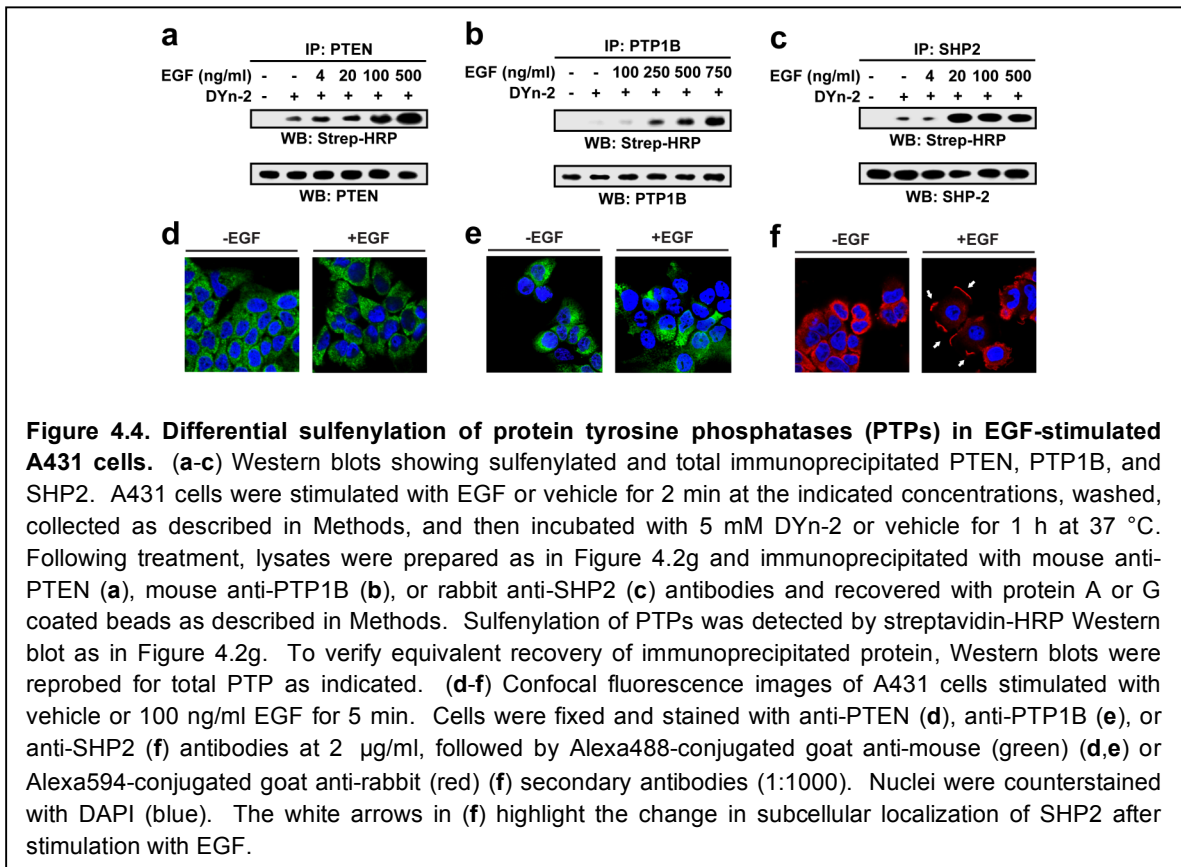 a
IP: PTEN
EGF (ng/ml) - - 4 20 100 500
DYn-2 - + + + + +
WB: Strep-HRP
WB: PTEN
b
IP: PTP1B
EGF (ng/ml) - - 100 250 500 750
DYn-2 - + + + + +
WB: Strep-HRP
WB: PTP1B
c
IP: SHP2
EGF (ng/ml) - - 4 20 100 500
DYn-2 - + + + + +
WB: Strep-HRP
WB: SHP-2
d
-EGF +EGF
e
-EGF +EGF
f
-EGF +EGF
Figure 4.4. Differential sulfenylation of protein tyrosine phosphatases (PTPs) in EGF-stimulated
A431 cells. (a-c) Western blots showing sulfenylated and total immunoprecipitated PTEN, PTP1B, and
SHP2. A431 cells were stimulated with EGF or vehicle for 2 min at the indicated concentrations, washed,
collected as described in Methods, and then incubated with 5 mM DYn-2 or vehicle for 1 h at 37 °C.
Following treatment, lysates were prepared as in Figure 4.2g and immunoprecipitated with mouse anti-
PTEN (a), mouse anti-PTP1B (b), or rabbit anti-SHP2 (c) antibodies and recovered with protein A or G
coated beads as described in Methods. Sulfenylation of PTPs was detected by streptavidin-HRP Western
blot as in Figure 4.2g. To verify equivalent recovery of immunoprecipitated protein, Western blots were
reprobed for total PTP as indicated. (d-f) Confocal fluorescence images of A431 cells stimulated with
vehicle or 100 ng/ml EGF for 5 min. Cells were fixed and stained with anti-PTEN (d), anti-PTP1B (e), or
anti-SHP2 (f) antibodies at 2 µg/ml, followed by Alexa488-conjugated goat anti-mouse (green) (d,e) or
Alexa594-conjugated goat anti-rabbit (red) (f) secondary antibodies (1:1000). Nuclei were counterstained
with DAPI (blue). The white arrows in (f) highlight the change in subcellular localization of SHP2 after
stimulation with EGF.